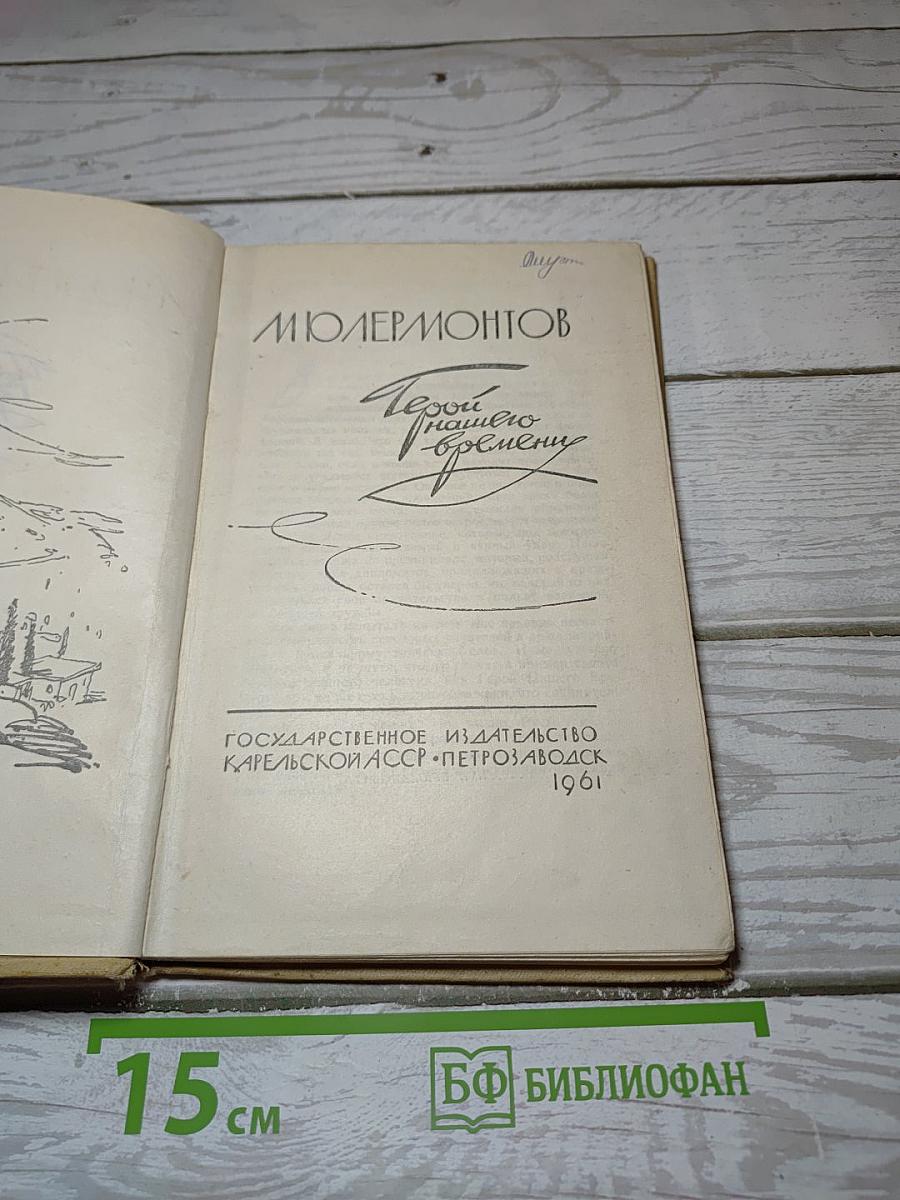 М Ю ЛЕРМОНТОВ
Герой
нашего
времени
ГОСУДАРСТВЕННОЕ ИЗДАТЕЛЬСТВО
КАРЕЛЬСКОЙ АССР • ПЕТРОЗАВОДСК
1961
15 см
БФ БИБЛИОФАН